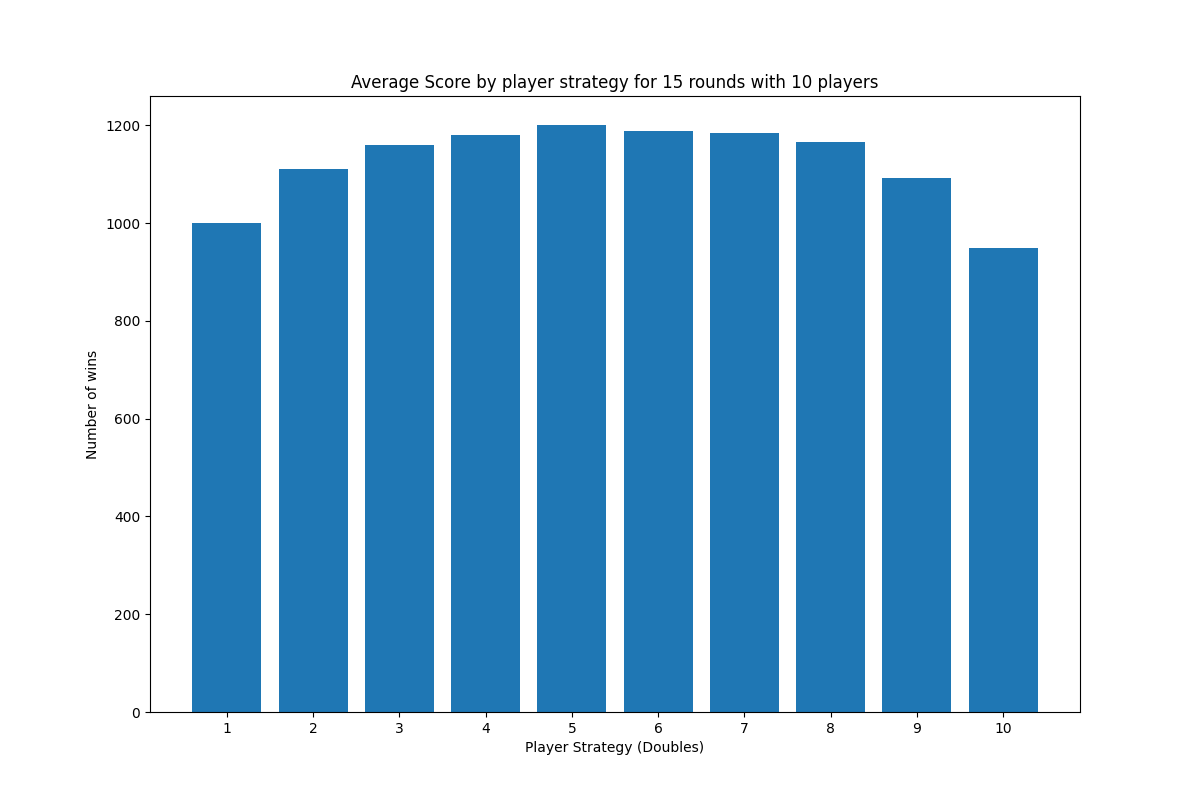 Average Score by player strategy for 15 rounds with 10 players
1200
1000
800
600
400
200
0
Number of wins
1 2 3 4 5 6 7 8 9 10
Player Strategy (Doubles)